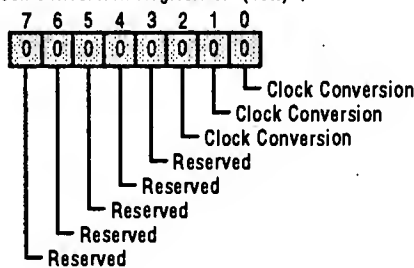 7 6 5 4 3 2 1 0
0 0 0 0 0 0 0 0
Clock Conversion
Clock Conversion
Clock Conversion
Reserved
Reserved
Reserved
Reserved
Reserved